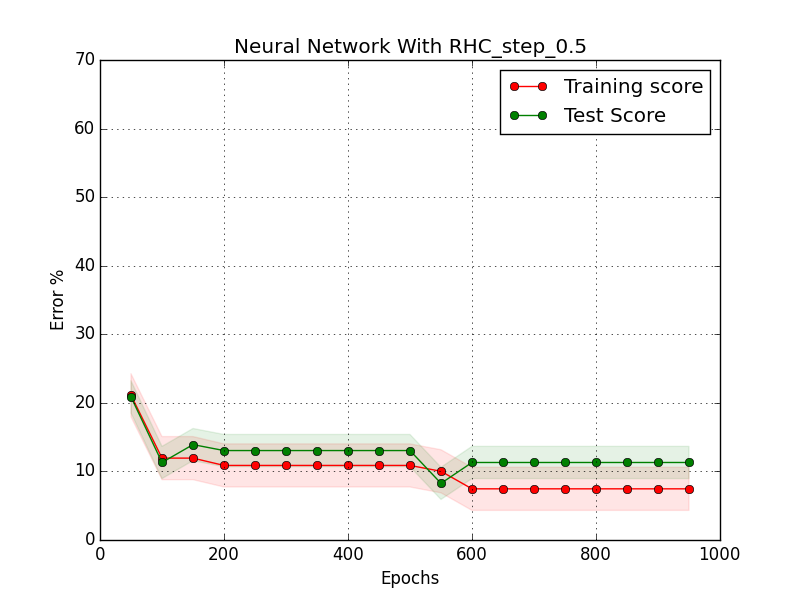 Neural Network With RHC_step_0.5
Training score
Test Score
70
60
50
40
30
20
10
0
Error %
0 200 400 600 800 1000
Epochs